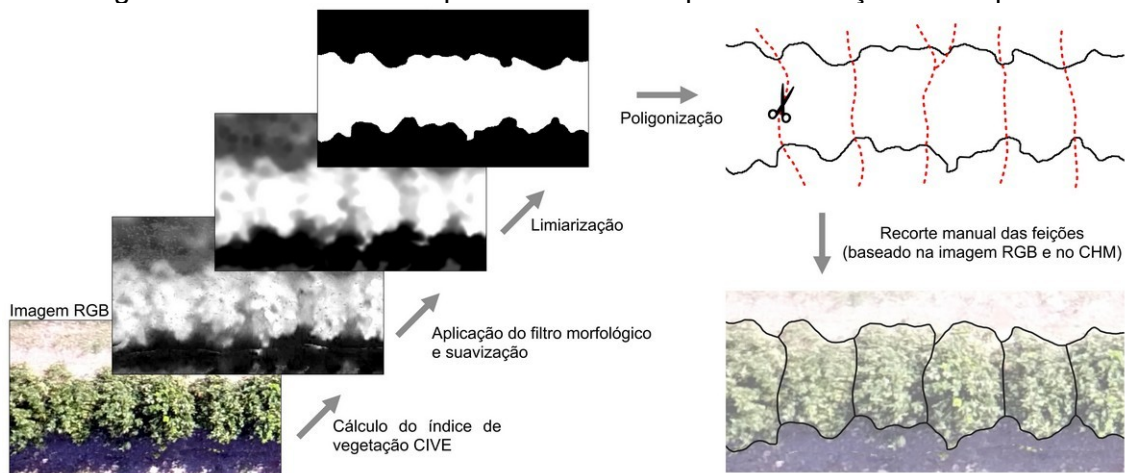 Imagem RGB
Cálculo do índice de
vegetação CIVE
Aplicação do filtro morfológico
e suavização
Limiarização
Poligonização
Recorte manual das feições
(baseado na imagem RGB e no CHM)